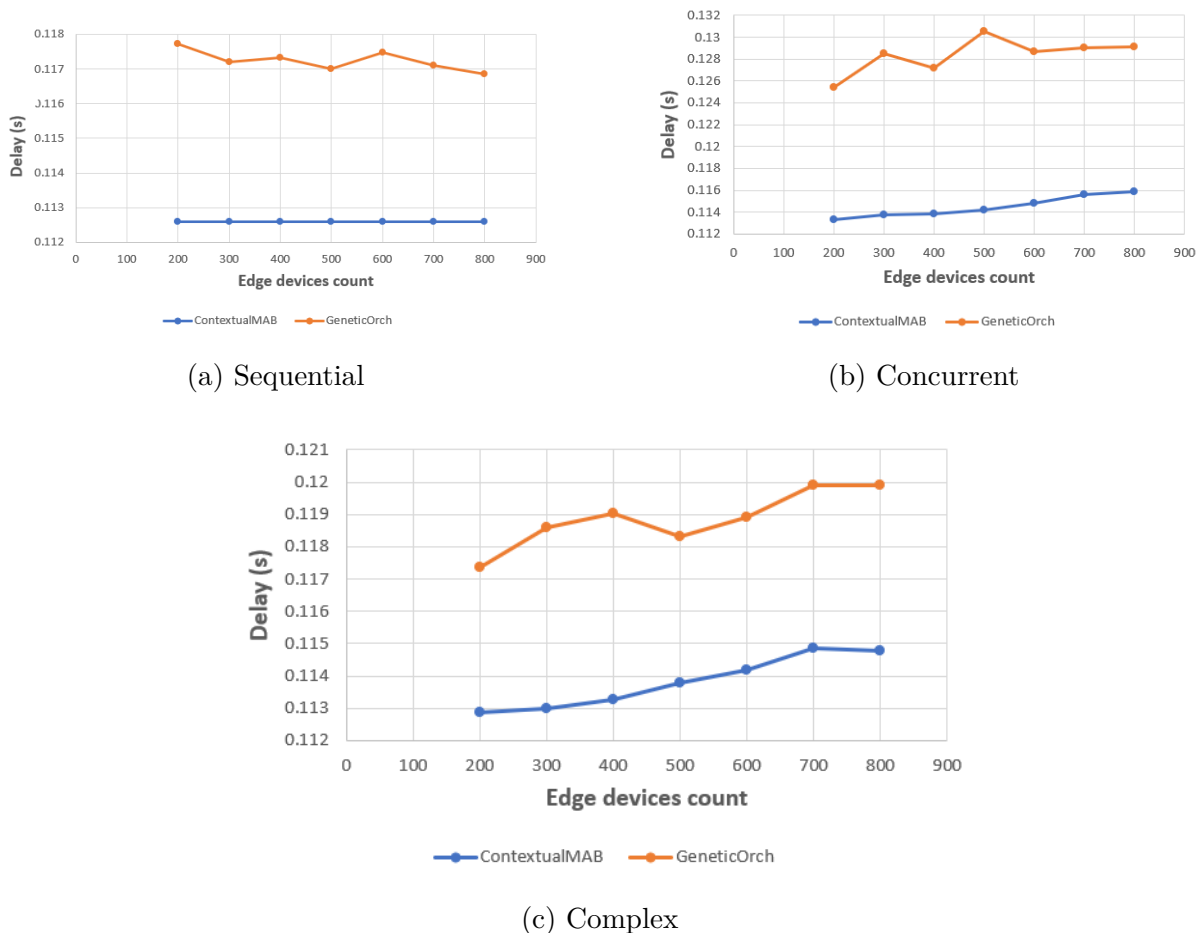 0.118
0.117
0.116
0.115
0.114
0.113
0.112
Delay (s)
0 100 200 300 400 500 600 700 800 900
Edge devices count
ContextualMAB GeneticOrch
(a) Sequential
0.132
0.13
0.128
0.126
0.124
0.122
0.12
0.118
0.116
0.114
0.112
Delay (s)
0 100 200 300 400 500 600 700 800 900
Edge devices count
ContextualMAB GeneticOrch
(b) Concurrent
0.121
0.12
0.119
0.118
0.117
0.116
0.115
0.114
0.113
0.112
Delay (s)
0 100 200 300 400 500 600 700 800 900
Edge devices count
ContextualMAB GeneticOrch
(c) Complex